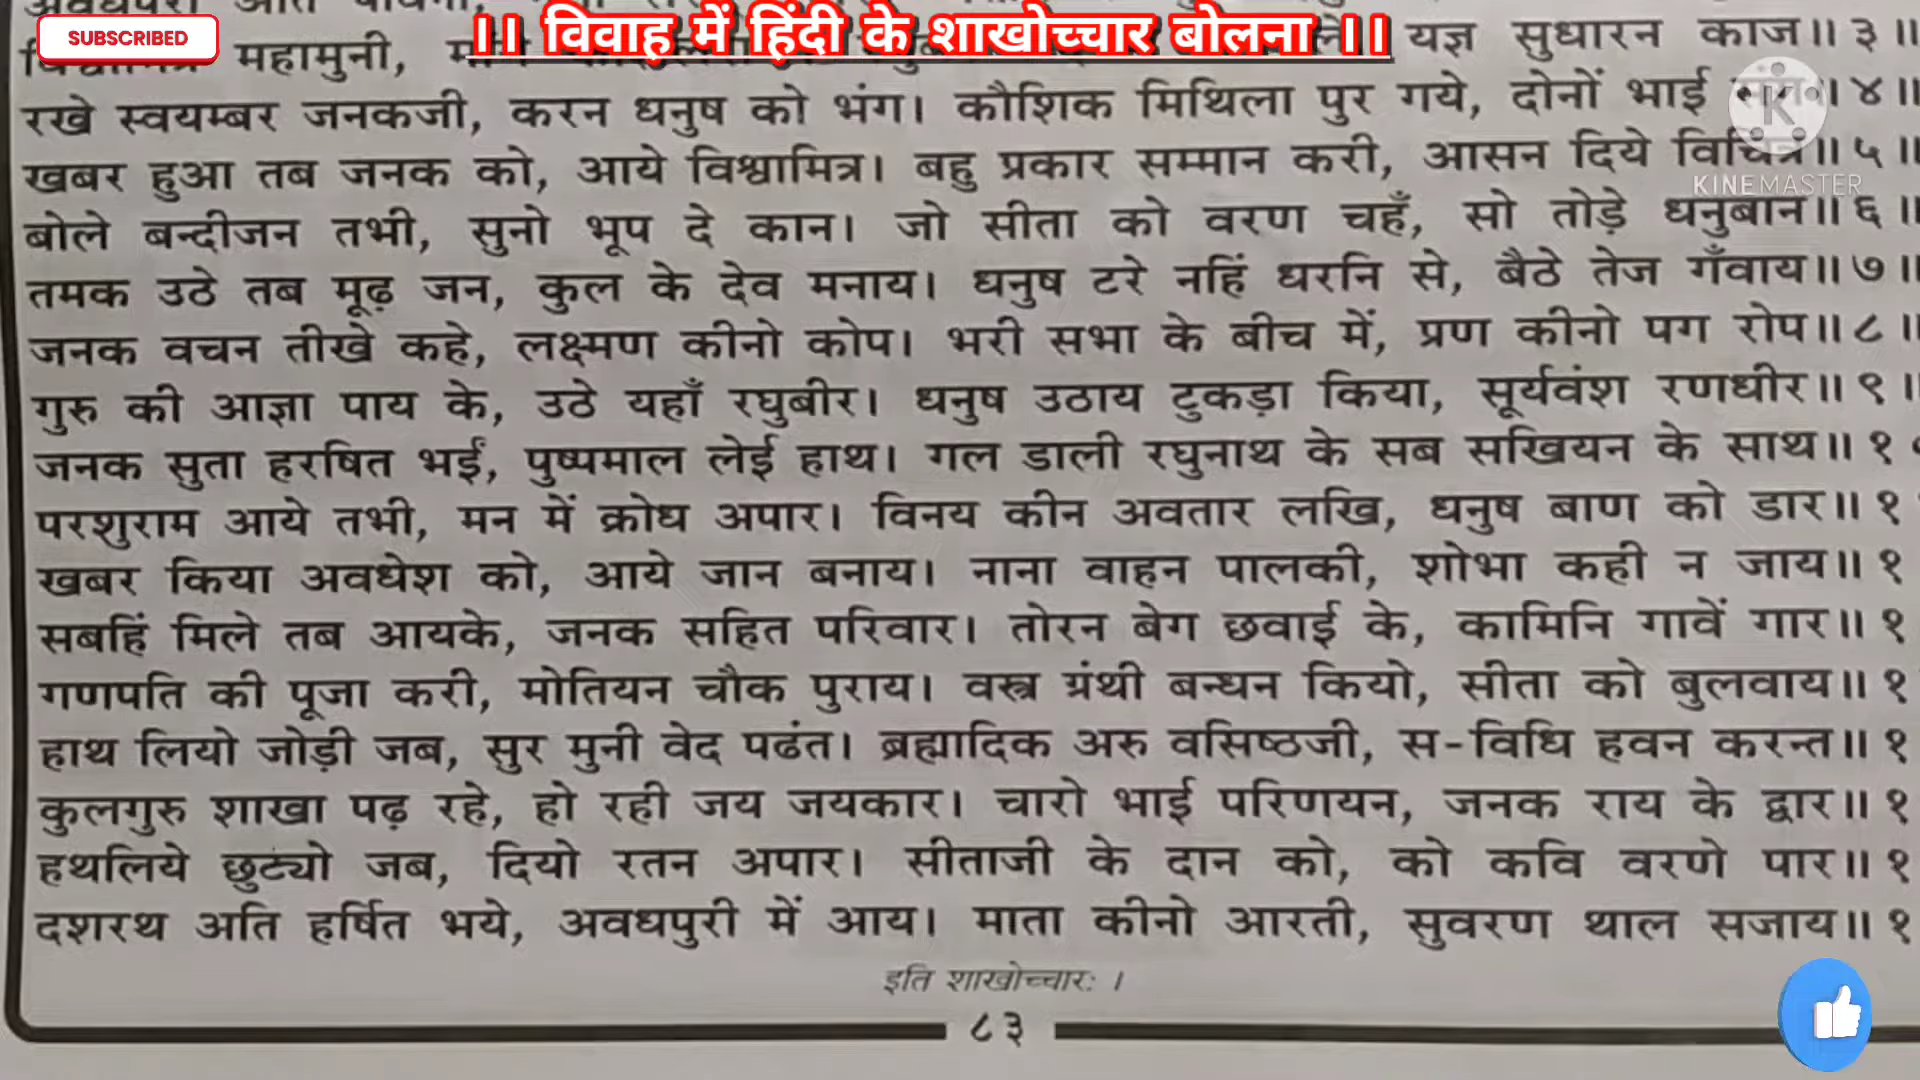 ।। विवाह में हिंदी के शाखोच्चार बोलना ।।
SUBSCRIBED
महामुनी, यज्ञ सुधारन काज॥ ३ ॥
रखे स्वयम्बर जनकजी, करन धनुष को भंग। कौशिक मिथिला पुर गये, दोनों भाई ॥ ४ ॥
खबर हुआ तब जनक को, आये विश्वामित्र। बहु प्रकार सम्मान करी, आसन दिये विचित्र॥ ५ ॥
KINEMASTER
बोले बन्दीजन तभी, सुनो भूप दे कान। जो सीता को वरण चहँ, सो तोड़े धनुबान॥ ६ ॥
तमक उठे तब मूढ़ जन, कुल के देव मनाय। धनुष टरे नहिं धरनि से, बैठे तेज गँवाय॥ ७ ॥
जनक वचन तीखे कहे, लक्ष्मण कीनो कोप। भरी सभा के बीच में, प्रण कीनो पग रोप॥ ८ ॥
गुरु की आज्ञा पाय के, उठे यहाँ रघुबीर। धनुष उठाय टुकड़ा किया, सूर्यवंश रणधीर॥ ९ ॥
जनक सुता हरषित भईं, पुष्पमाल लेई हाथ। गल डाली रघुनाथ के सब सखियन के साथ॥ १
परशुराम आये तभी, मन में क्रोध अपार। विनय कीन अवतार लखि, धनुष बाण को डार॥ १
खबर किया अवधेश को, आये जान बनाय। नाना वाहन पालकी, शोभा कही न जाय॥ १
सबहिं मिले तब आयके, जनक सहित परिवार। तोरन बेग छवाई के, कामिनि गावें गार॥ १
गणपति की पूजा करी, मोतियन चौक पुराय। वस्त्र ग्रंथी बन्धन कियो, सीता को बुलवाय॥ १
हाथ लियो जोड़ी जब, सुर मुनी वेद पढंत। ब्रह्मादिक अरु वसिष्ठजी, स-विधि हवन करन्त॥ १
कुलगुरु शाखा पढ़ रहे, हो रही जय जयकार। चारो भाई परिणयन, जनक राय के द्वार॥ १
हथलिये छुट्यो जब, दियो रतन अपार। सीताजी के दान को, को कवि वरणे पार॥ १
दशरथ अति हर्षित भये, अवधपुरी में आय। माता कीनो आरती, सुवरण थाल सजाय॥ १
इति शाखोच्चारः ।
८३